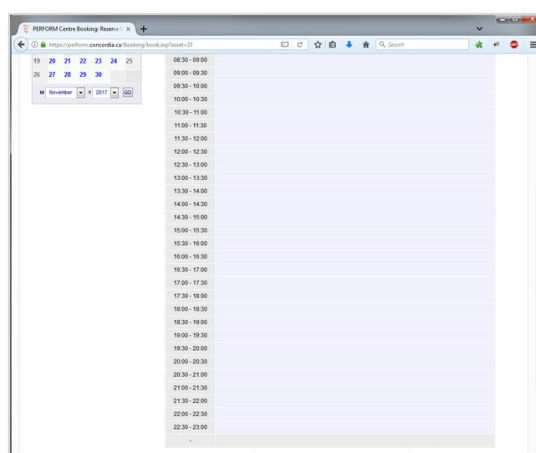 PERFORM Centre Booking: Reserve
https://perform.concordia.ca/Booking/book.asp?asset=37
Search
19 20 21 22 23 24 25
26 27 28 29 30
M November Y 2017 GO
08:30 - 09:00
09:00 - 09:30
09:30 - 10:00
10:00 - 10:30
10:30 - 11:00
11:00 - 11:30
11:30 - 12:00
12:00 - 12:30
12:30 - 13:00
13:00 - 13:30
13:30 - 14:00
14:00 - 14:30
14:30 - 15:00
15:00 - 15:30
15:30 - 16:00
16:00 - 16:30
16:30 - 17:00
17:00 - 17:30
17:30 - 18:00
18:00 - 18:30
18:30 - 19:00
19:00 - 19:30
19:30 - 20:00
20:00 - 20:30
20:30 - 21:00
21:00 - 21:30
21:30 - 22:00
22:00 - 22:30
22:30 - 23:00
-